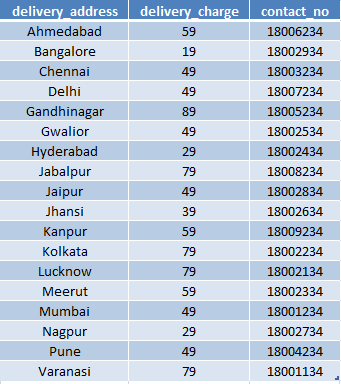 delivery_address delivery_charge contact_no
Ahmedabad 59 18006234
Bangalore 19 18002934
Chennai 49 18003234
Delhi 49 18007234
Gandhinagar 89 18005234
Gwalior 49 18002534
Hyderabad 29 18002434
Jabalpur 79 18008234
Jaipur 49 18002834
Jhansi 39 18002634
Kanpur 59 18009234
Kolkata 79 18002234
Lucknow 79 18002134
Meerut 59 18002334
Mumbai 49 18001234
Nagpur 29 18002734
Pune 49 18004234
Varanasi 79 18001134